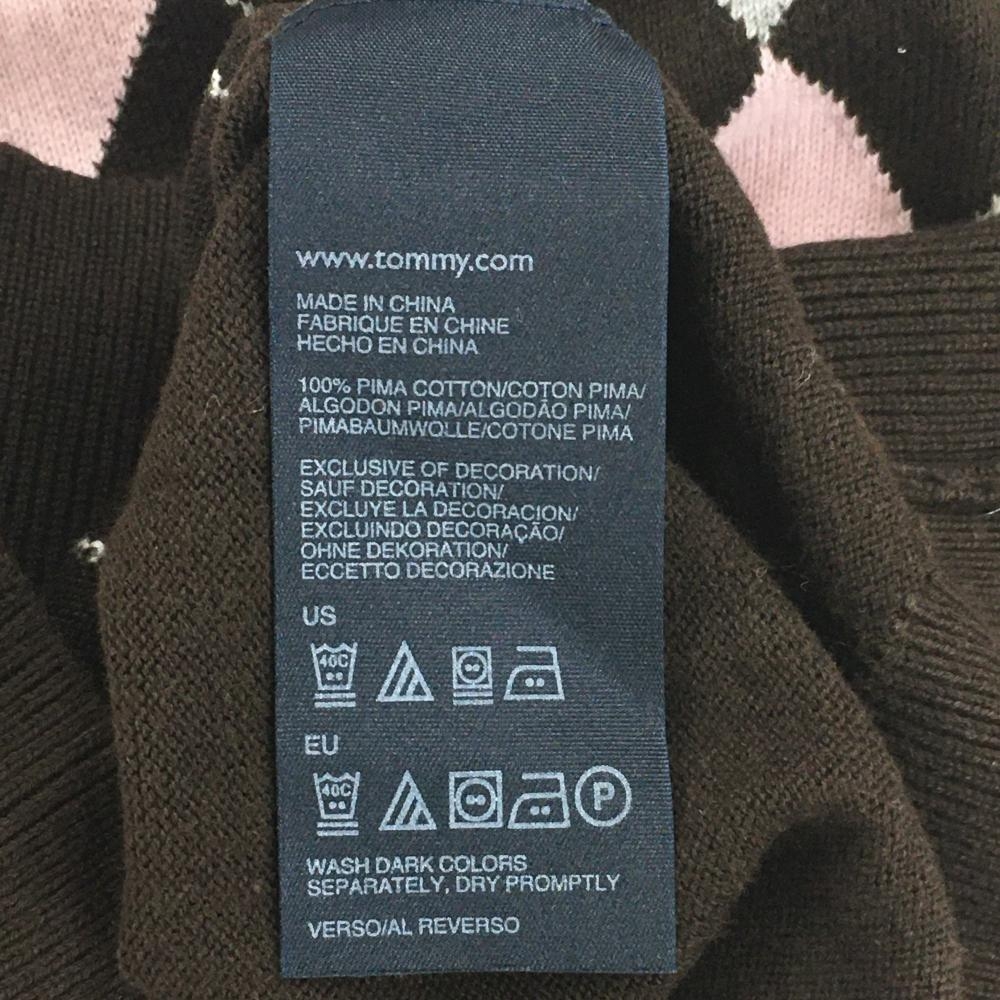 www.tommy.com
MADE IN CHINA
FABRIQUE EN CHINE
HECHO EN CHINA
100% PIMA COTTON/COTON PIMA/
ALGODON PIMA/ALGODÃO PIMA/
PIMABAUMWOLLE/COTONE PIMA
EXCLUSIVE OF DECORATION/
SAUF DECORATION/
EXCLUYE LA DECORACION/
EXCLUINDO DECORAÇÃO/
OHNE DEKORATION/
ECCETTO DECORAZIONE
US
40C
EU
40C P
WASH DARK COLORS
SEPARATELY, DRY PROMPTLY
VERSO/AL REVERSO